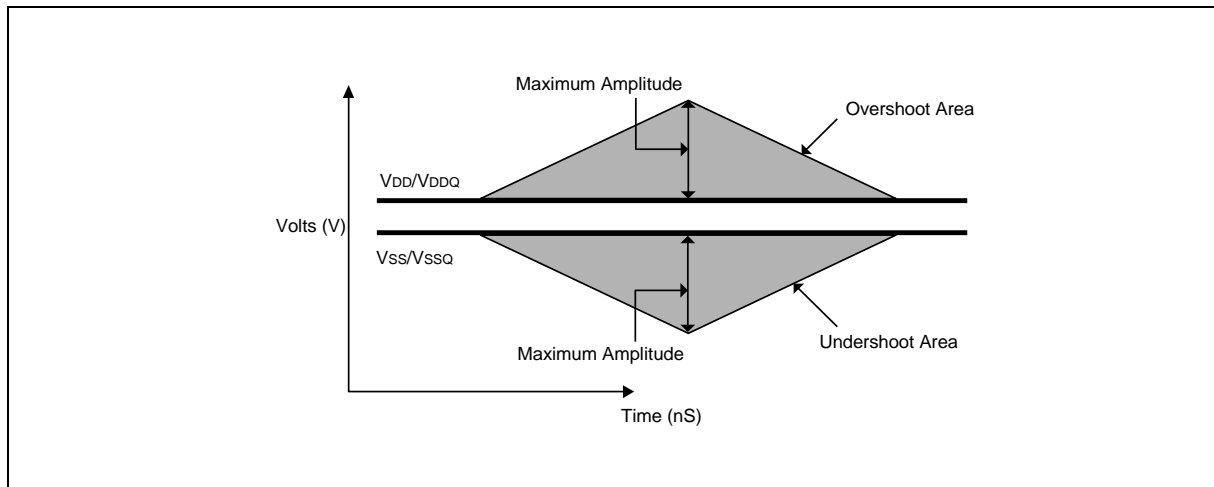 Maximum Amplitude
Overshoot Area
VDD/VDDQ
Volts (V)
VSS/VSSQ
Maximum Amplitude
Undershoot Area
Time (nS)